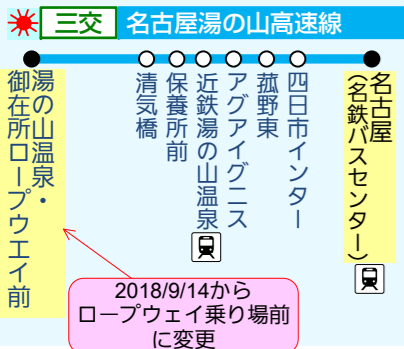 三交 名古屋湯の山高速線
湯の山温泉・
御在所ロープウエイ前
清気橋
保養所前
近鉄湯の山温泉
アクアイグニス
菰野東
四日市インター
名古屋
(名鉄バスセンター)
2018/9/14から
ロープウェイ乗り場前
に変更